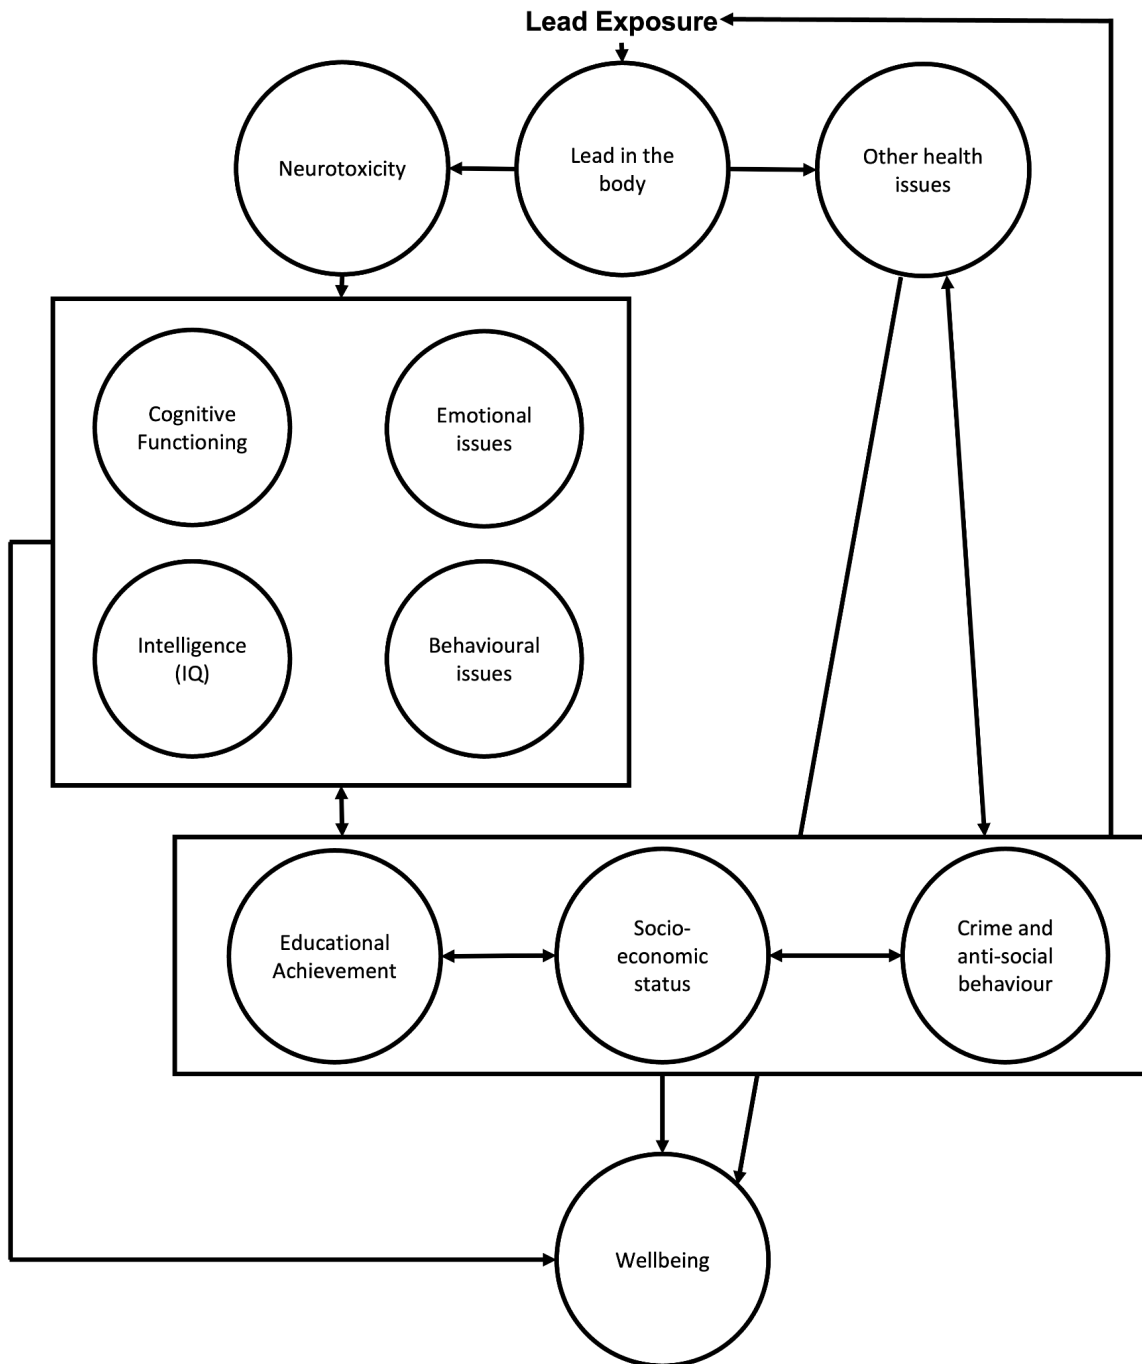 Lead Exposure
Neurotoxicity
Lead in the
body
Other health
issues
Cognitive
Functioning
Emotional
issues
Intelligence
(IQ)
Behavioural
issues
Educational
Achievement
Socio-
economic
status
Crime and
anti-social
behaviour
Wellbeing